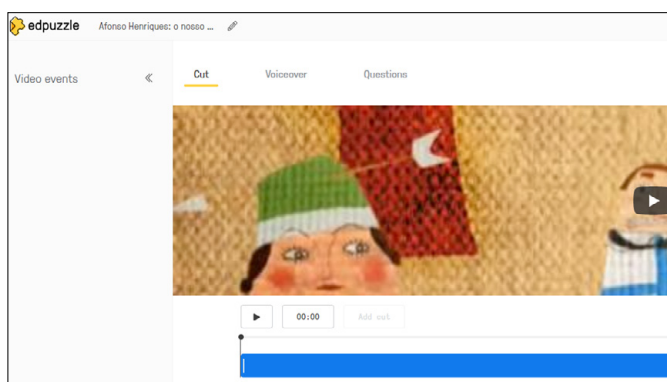 edpuzzle Afonso Henriques: o nosso ...
Video events
Cut Voiceover Questions
00:00 Add cut